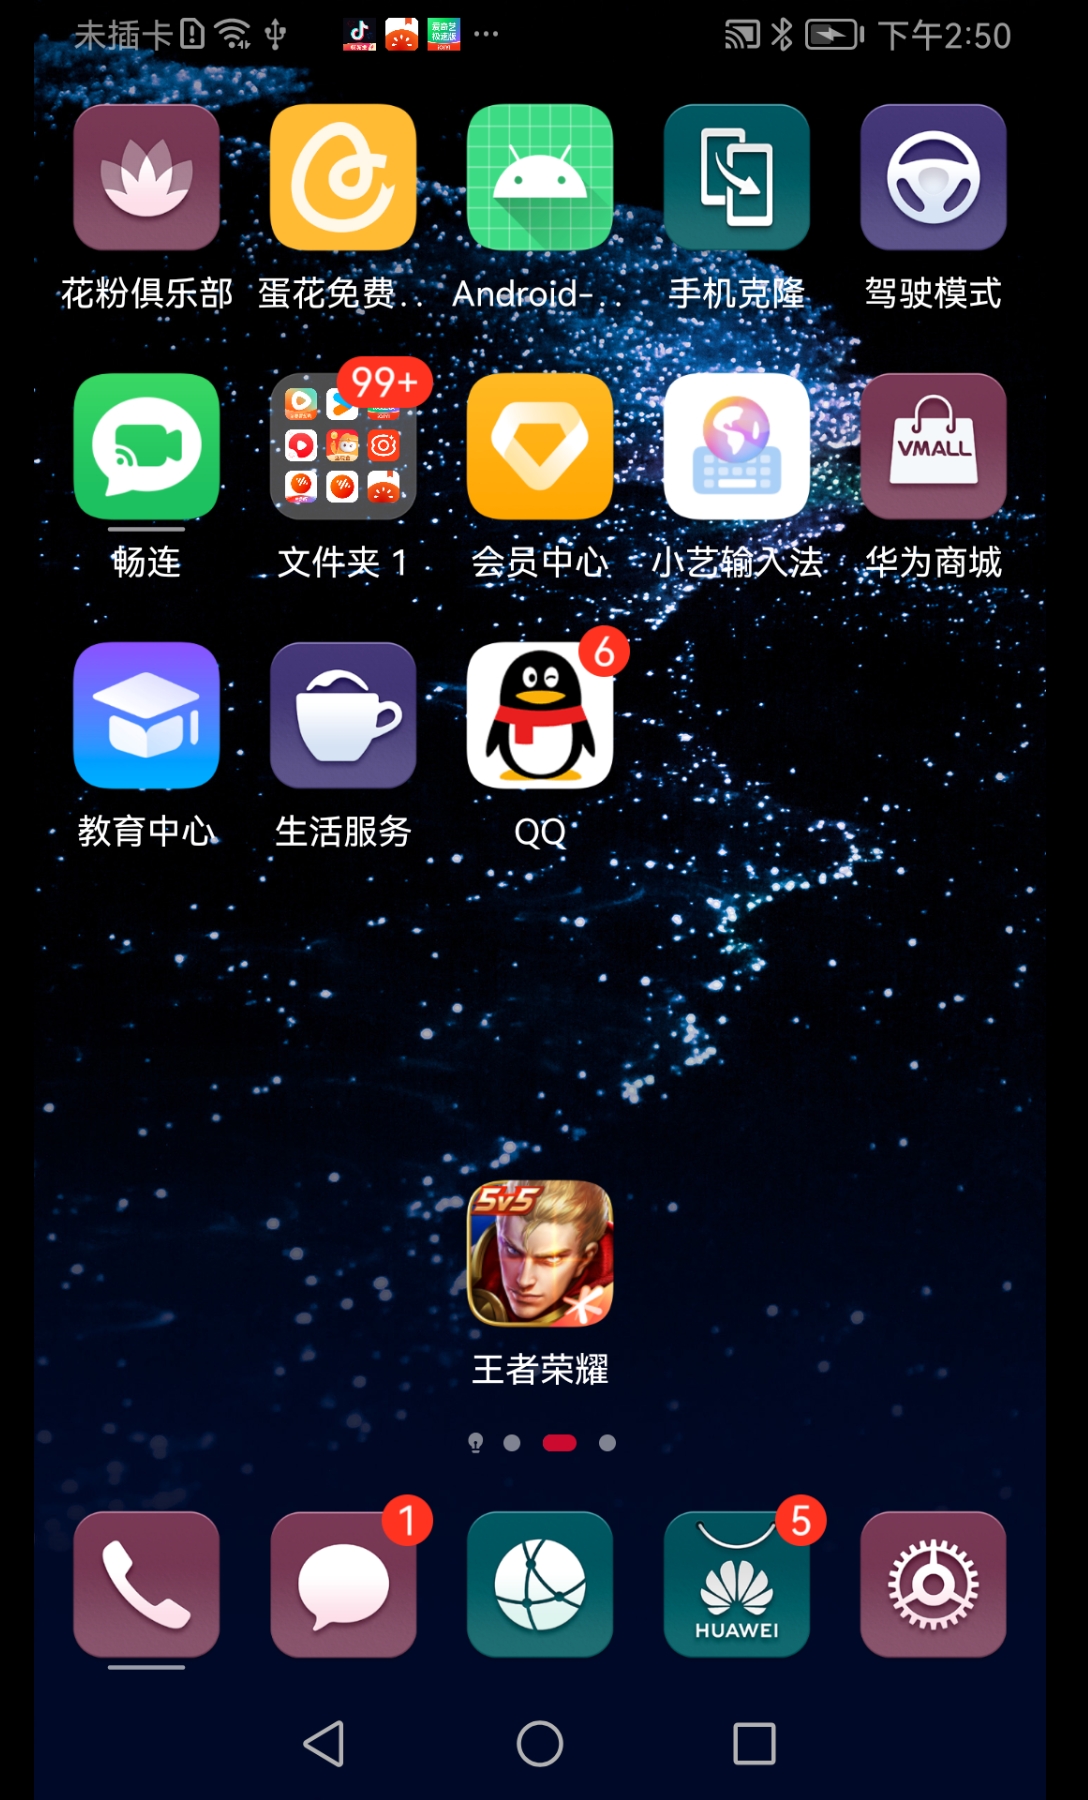 未插卡 下午2:50
花粉俱乐部 蛋花免费.. Android-.. 手机克隆 驾驶模式
99+
VMALL
畅连 文件夹 1 会员中心 小艺输入法 华为商城
6
教育中心 生活服务 QQ
5v5
王者荣耀
1 5
HUAWEI